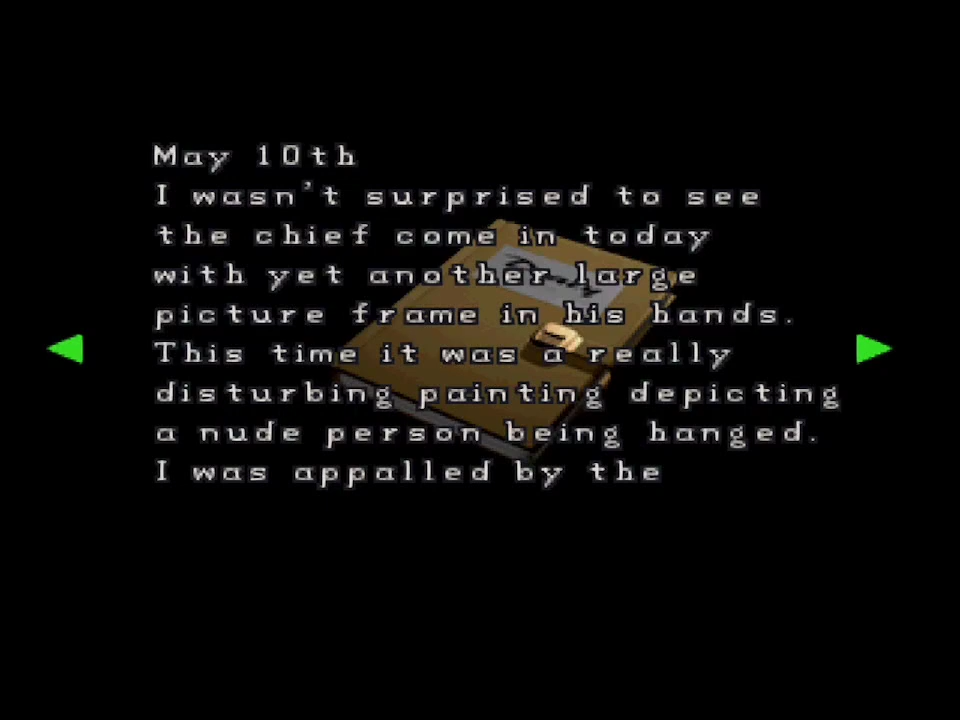 May 10th
I wasn't surprised to see
the chief come in today
with yet another large
picture frame in his hands.
This time it was a really
disturbing painting depicting
a nude person being hanged.
I was appalled by the